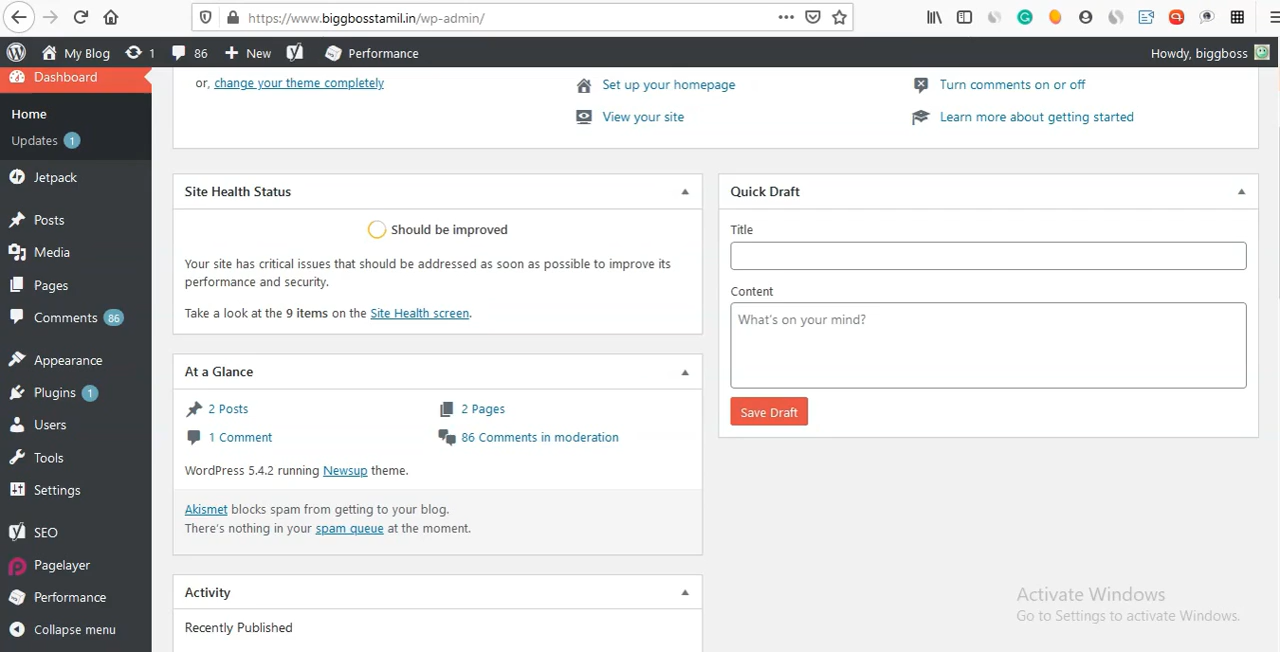 https://www.biggbosstamil.in/wp-admin/
My Blog
1
86
New
Performance
Howdy, biggboss
Dashboard
Home
Updates 1
Jetpack
Posts
Media
Pages
Comments 86
Appearance
Plugins 1
Users
Tools
Settings
SEO
Pagelayer
Performance
Collapse menu
or, change your theme completely
Set up your homepage
View your site
Turn comments on or off
Learn more about getting started
Site Health Status
Should be improved
Your site has critical issues that should be addressed as soon as possible to improve its
performance and security.
Take a look at the 9 items on the Site Health screen.
At a Glance
2 Posts
2 Pages
1 Comment
86 Comments in moderation
WordPress 5.4.2 running Newsup theme.
Akismet blocks spam from getting to your blog.
There's nothing in your spam queue at the moment.
Activity
Recently Published
Quick Draft
Title
Content
What's on your mind?
Save Draft
Activate Windows
Go to Settings to activate Windows.